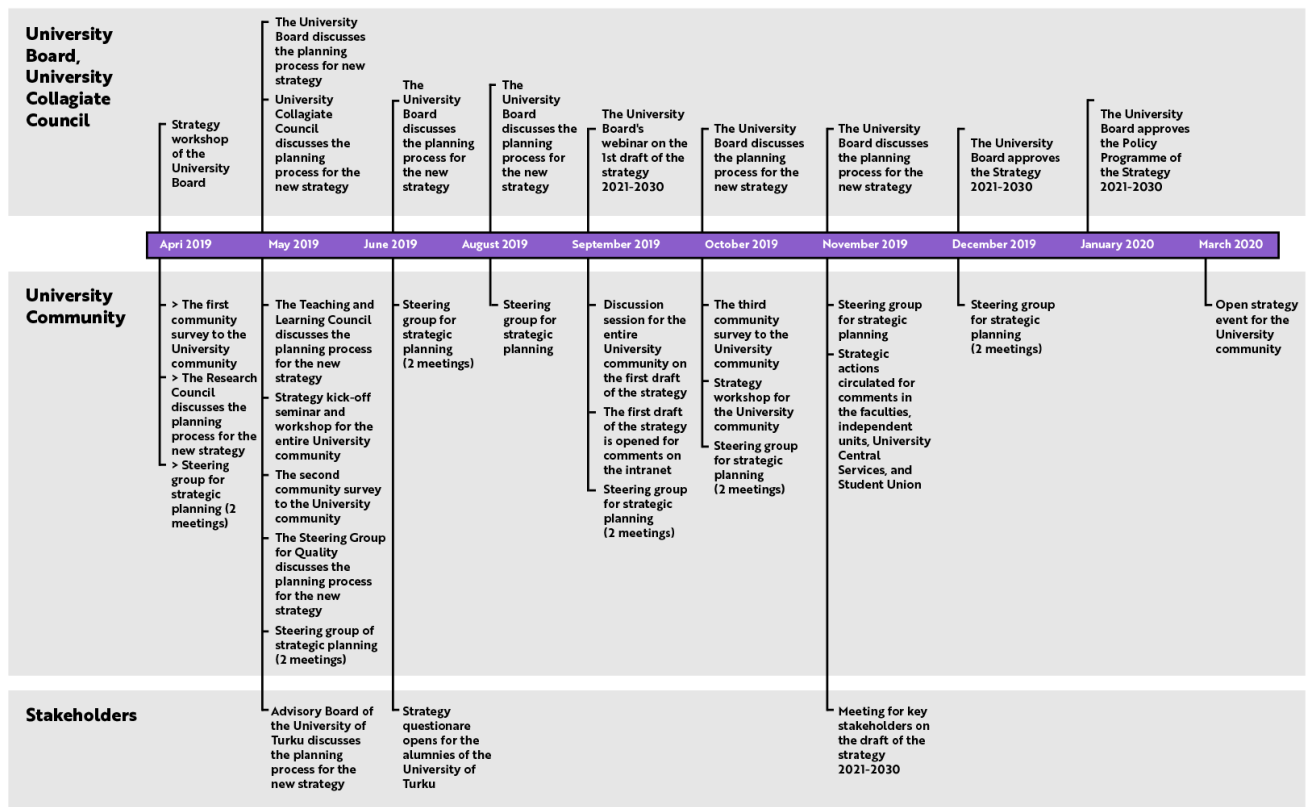 University
Board,
University
Collagiate
Council
Strategy
workshop
of the
University
Board
The University
Board discusses
the planning
process for new
strategy
University
Collagiate
Council
discusses the
planning
process for the
new strategy
The
University
Board
discusses
the planning
process for
the new
strategy
The
University
Board
discusses the
planning
process for
the new
strategy
The University
Board's
webinar on the
1st draft of the
strategy
2021-2030
The University
Board discusses
the planning
process for the
new strategy
The University
Board discusses
the planning
process for the
new strategy
The University
Board approves
the Strategy
2021-2030
The University
Board approves
the Policy
Programme of
the Strategy
2021-2030
Apri 2019
May 2019
June 2019
August 2019
September 2019
October 2019
November 2019
December 2019
January 2020
March 2020
University
Community
> The first
community
survey to the
University
community
> The Research
Council
discusses the
planning
process for the
new strategy
> Steering
group for
strategic
planning (2
meetings)
The Teaching and
Learning Council
discusses the
planning process
for the new
strategy
Strategy kick-off
seminar and
workshop for the
entire University
community
The second
community survey
to the University
community
The Steering Group
for Quality
discusses the
planning process
for the new
strategy
Steering group of
strategic planning
(2 meetings)
Steering
group for
strategic
planning
(2 meetings)
Steering
group for
strategic
planning
Discussion
session for the
entire
University
community on
the first draft
of the strategy
The first draft
of the strategy
is opened for
comments on
the intranet
Steering group
for strategic
planning
(2 meetings)
The third
community
survey to the
University
community
Strategy
workshop for
the University
community
Steering group
for strategic
planning
(2 meetings)
Steering group
for strategic
planning
Strategic
actions
circulated for
comments in
the faculties,
independent
units, University
Central
Services, and
Student Union
Steering group
for strategic
planning
(2 meetings)
Open strategy
event for the
University
community
Stakeholders
Advisory Board of
the University of
Turku discusses
the planning
process for the
new strategy
Strategy
questionare
opens for the
alumnies of the
University of
Turku
Meeting for key
stakeholders on
the draft of the
strategy
2021-2030